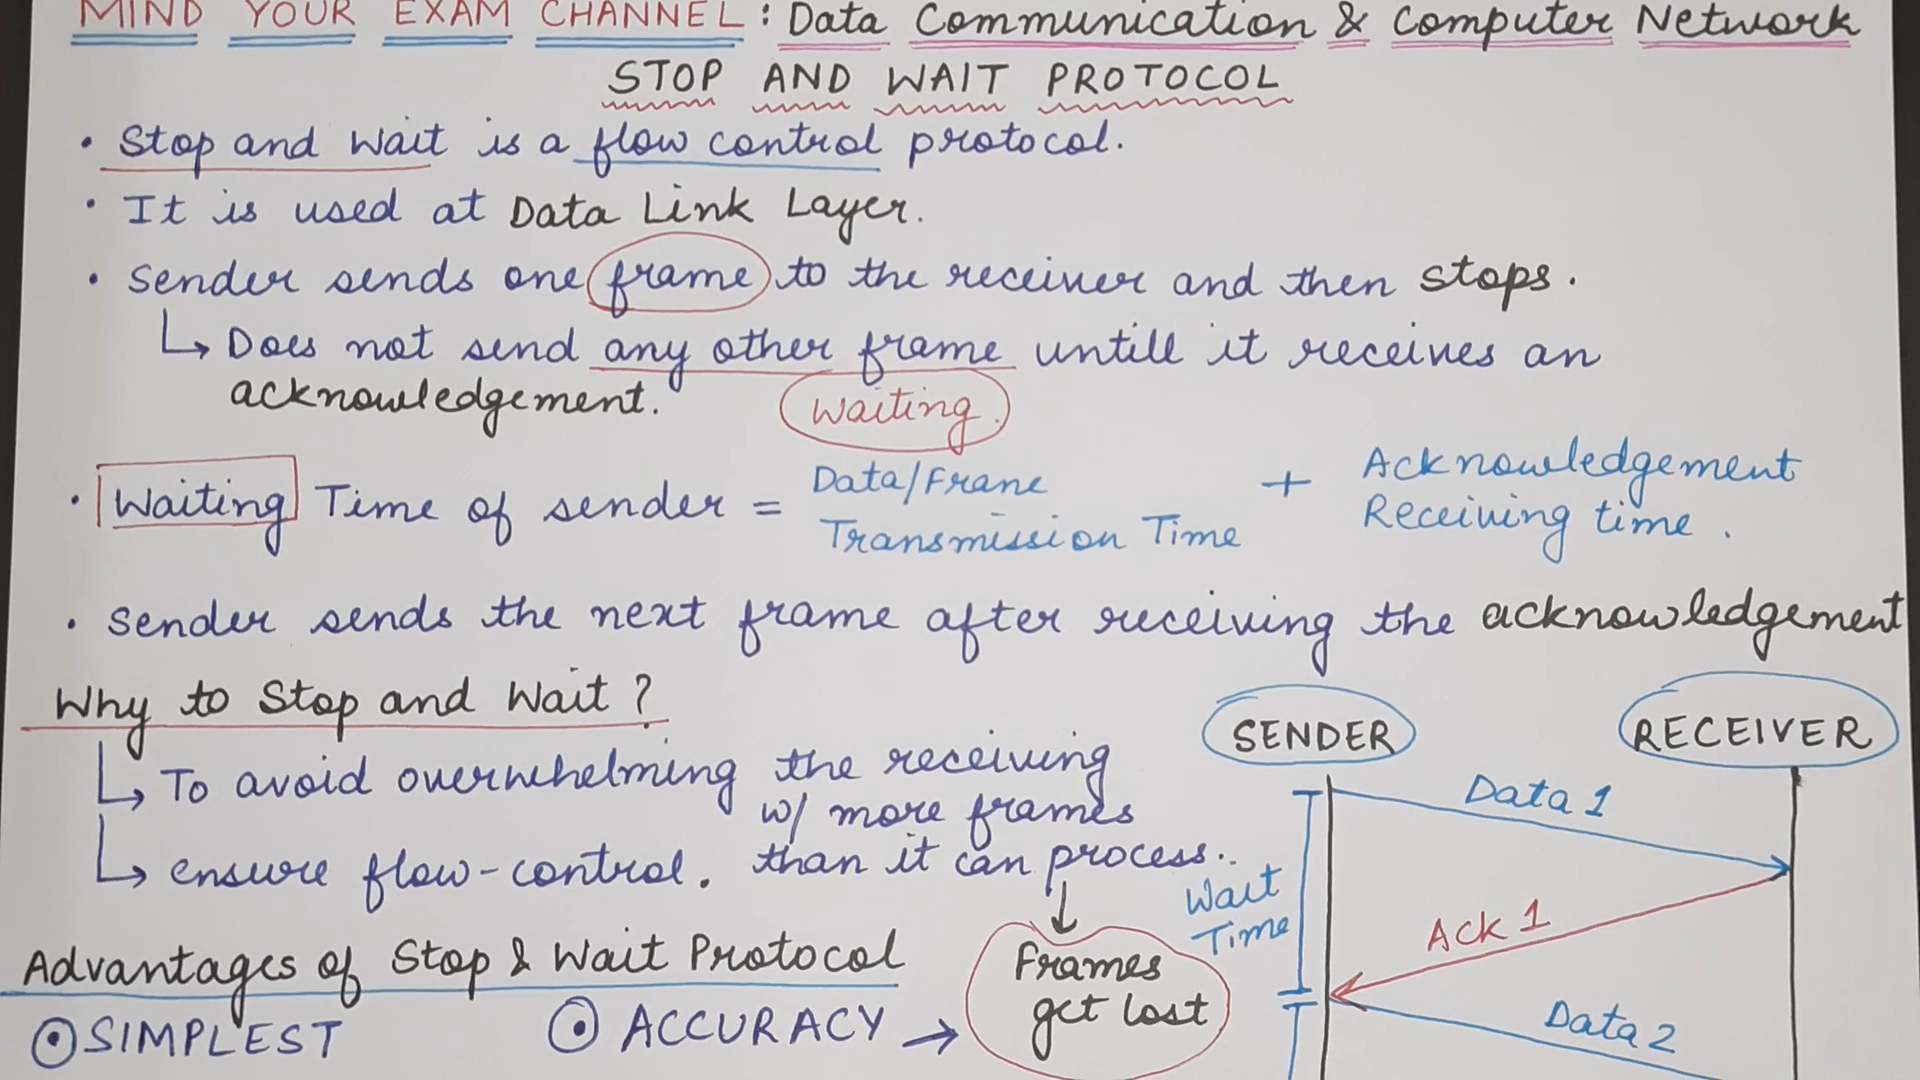 MIND YOUR EXAM CHANNEL : Data Communication & Computer Network
STOP AND WAIT PROTOCOL
• Stop and Wait is a flow control protocol.
• It is used at Data Link Layer.
• Sender sends one frame to the receiver and then stops.
↳ Does not send any other frame untill it receives an
acknowledgement. Waiting.
• Waiting Time of sender = Data/Frane Transmission Time + Acknowledgement Receiving time.
• Sender sends the next frame after receiving the acknowledgement
Why to Stop and Wait ?
↳ To avoid overwhelming the receiving
w/ more frames
than it can process..
↳ ensure flow-control.
↓
Frames
get lost
Advantages of Stop & Wait Protocol
⊙ SIMPLEST ⊙ ACCURACY →
SENDER RECEIVER
Data 1
Wait
Time
Ack 1
Data 2